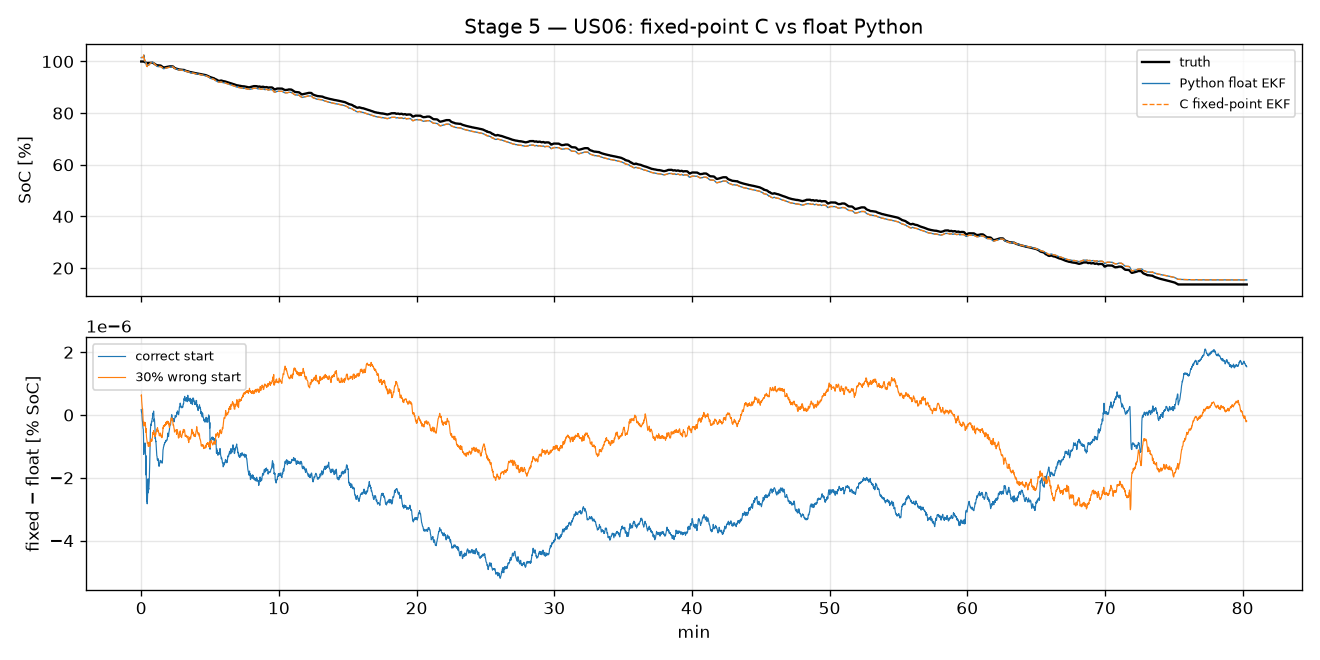 Stage 5 — US06: fixed-point C vs float Python
SoC [%]
100
80
60
40
20
truth
Python float EKF
C fixed-point EKF
1e−6
fixed − float [% SoC]
2
0
−2
−4
correct start
30% wrong start
0 10 20 30 40 50 60 70 80
min